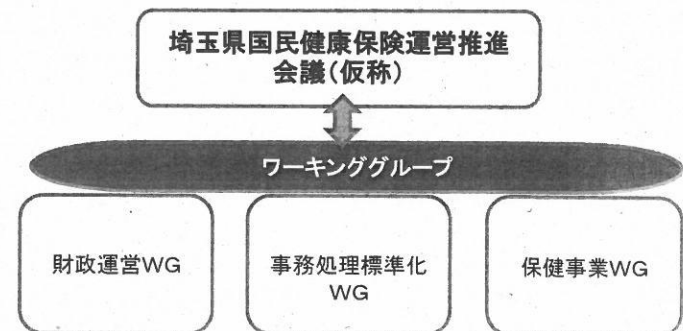 埼玉県国民健康保険運営推進
会議(仮称)
ワーキンググループ
財政運営WG
事務処理標準化
WG
保健事業WG